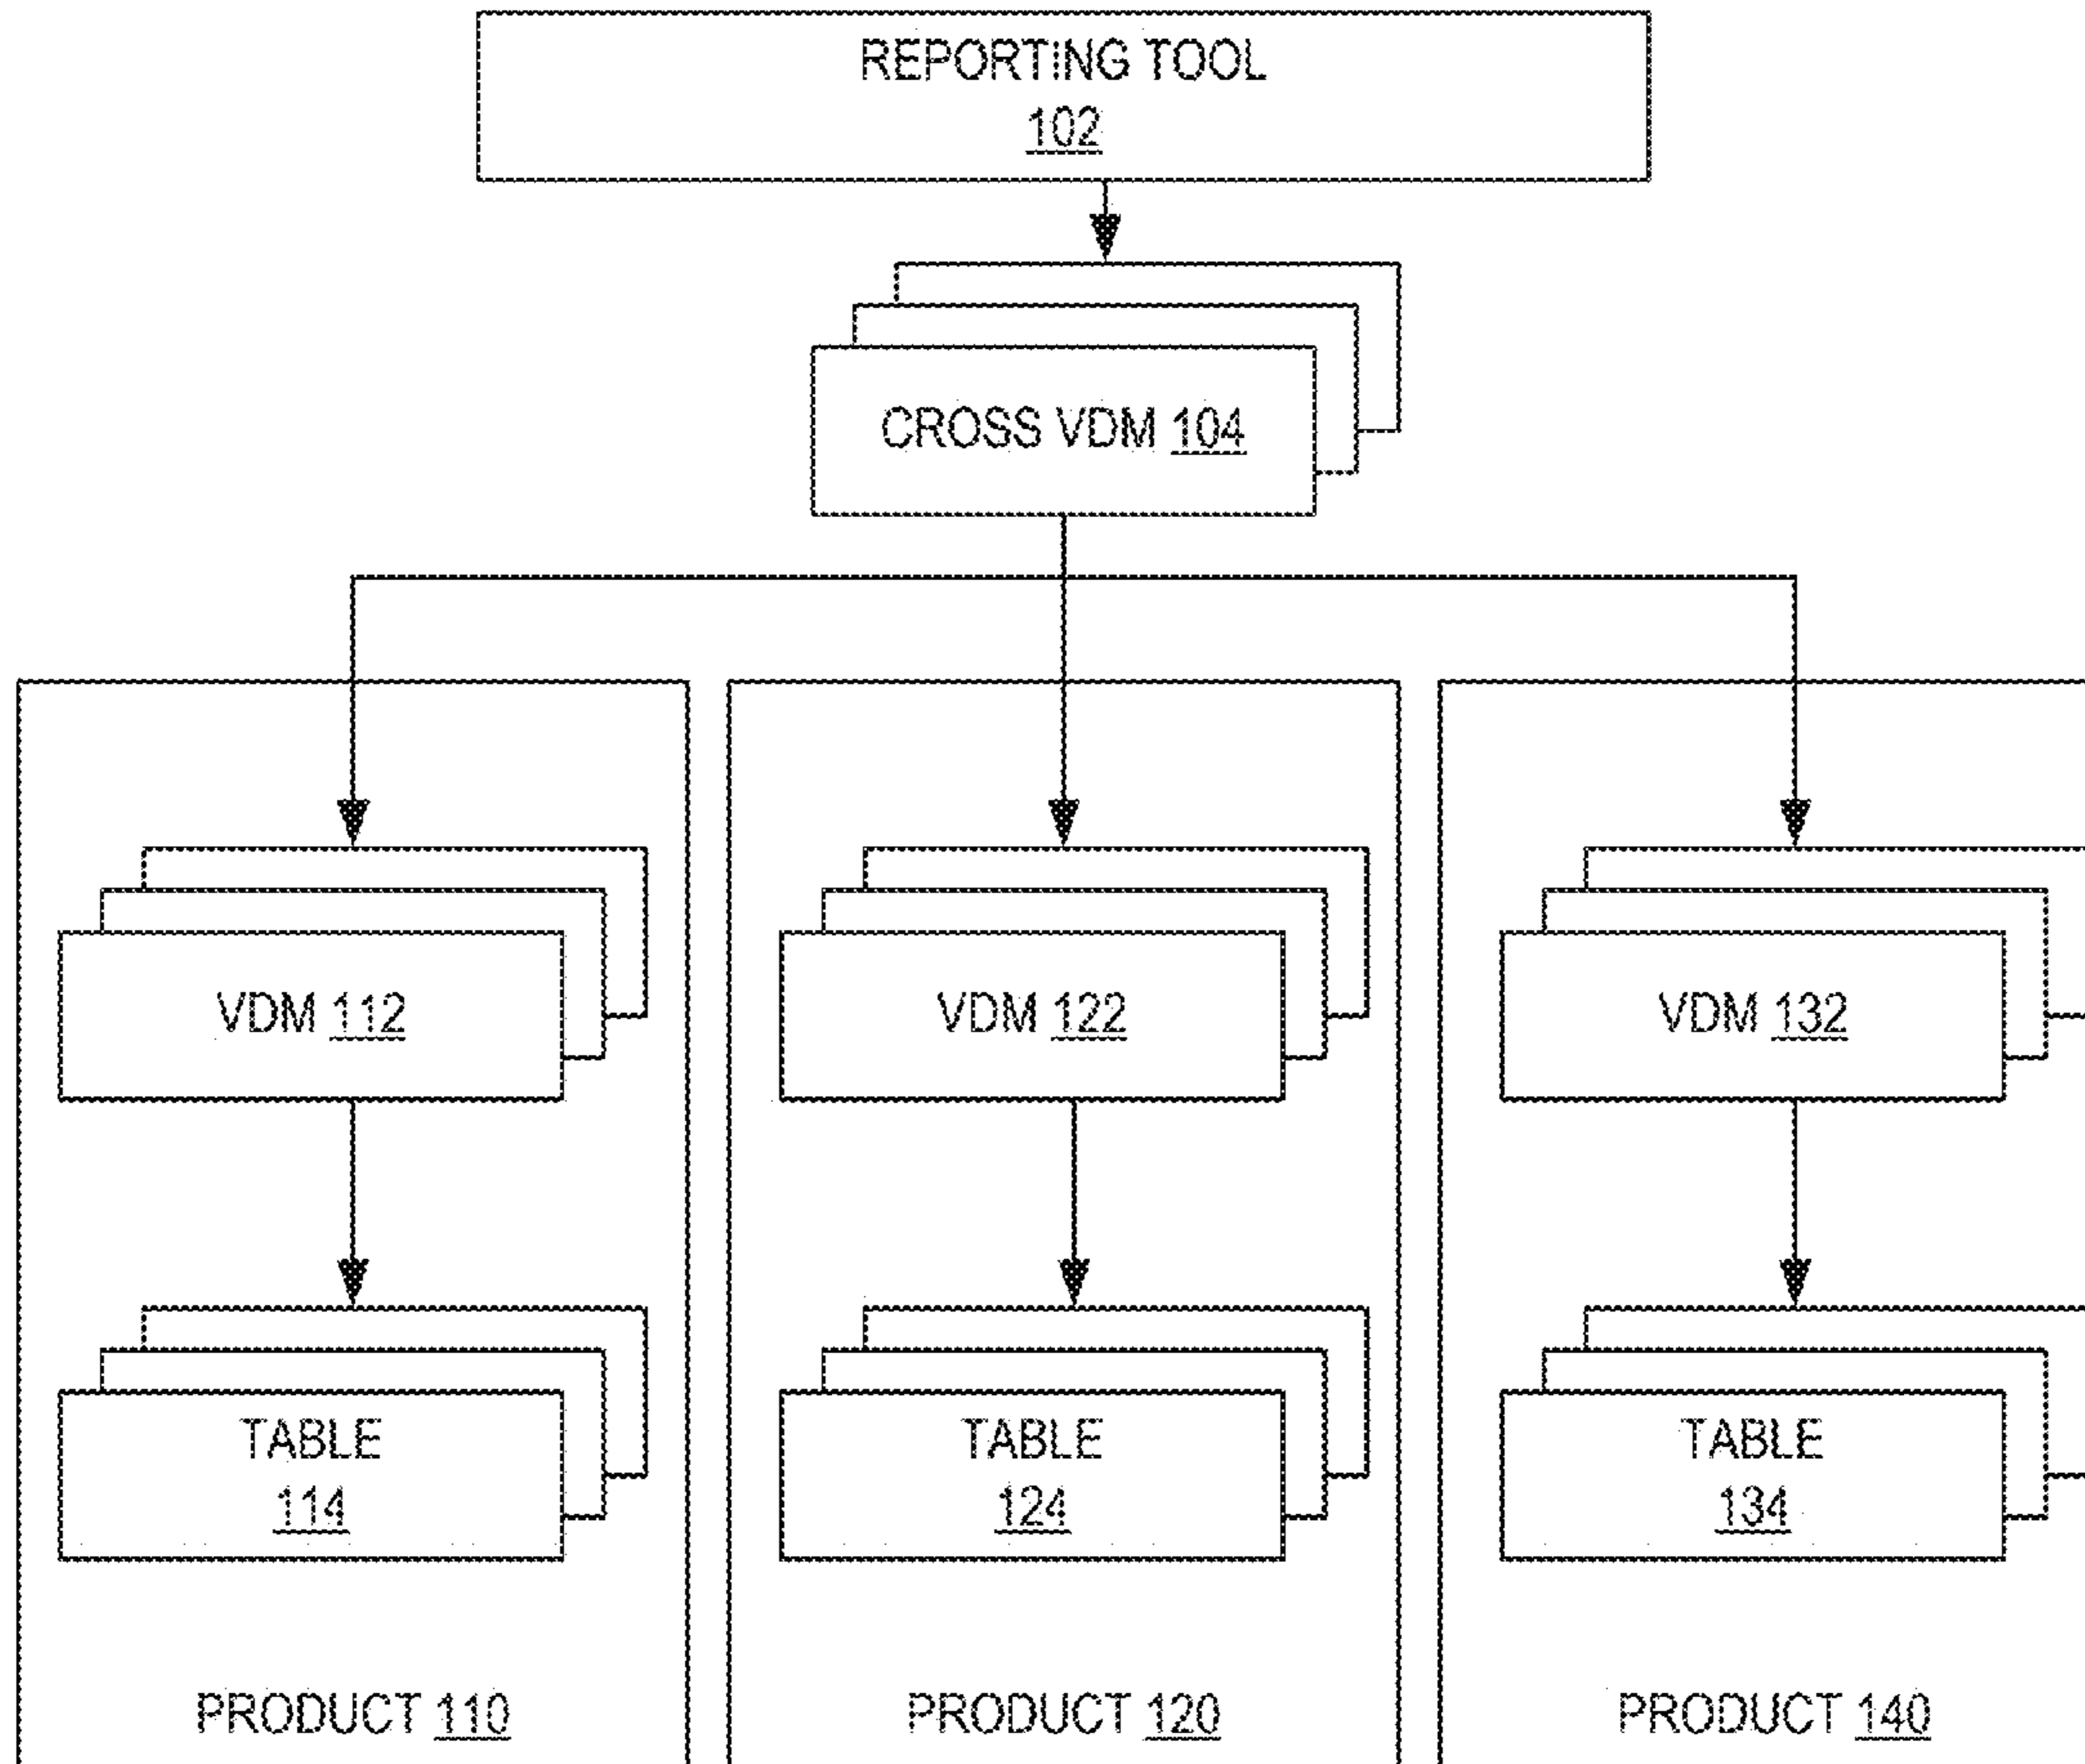 REPORTING TOOL
102
CROSS VDM 104
VDM 112
VDM 122
VDM 132
TABLE
114
TABLE
124
TABLE
134
PRODUCT 110
PRODUCT 120
PRODUCT 140